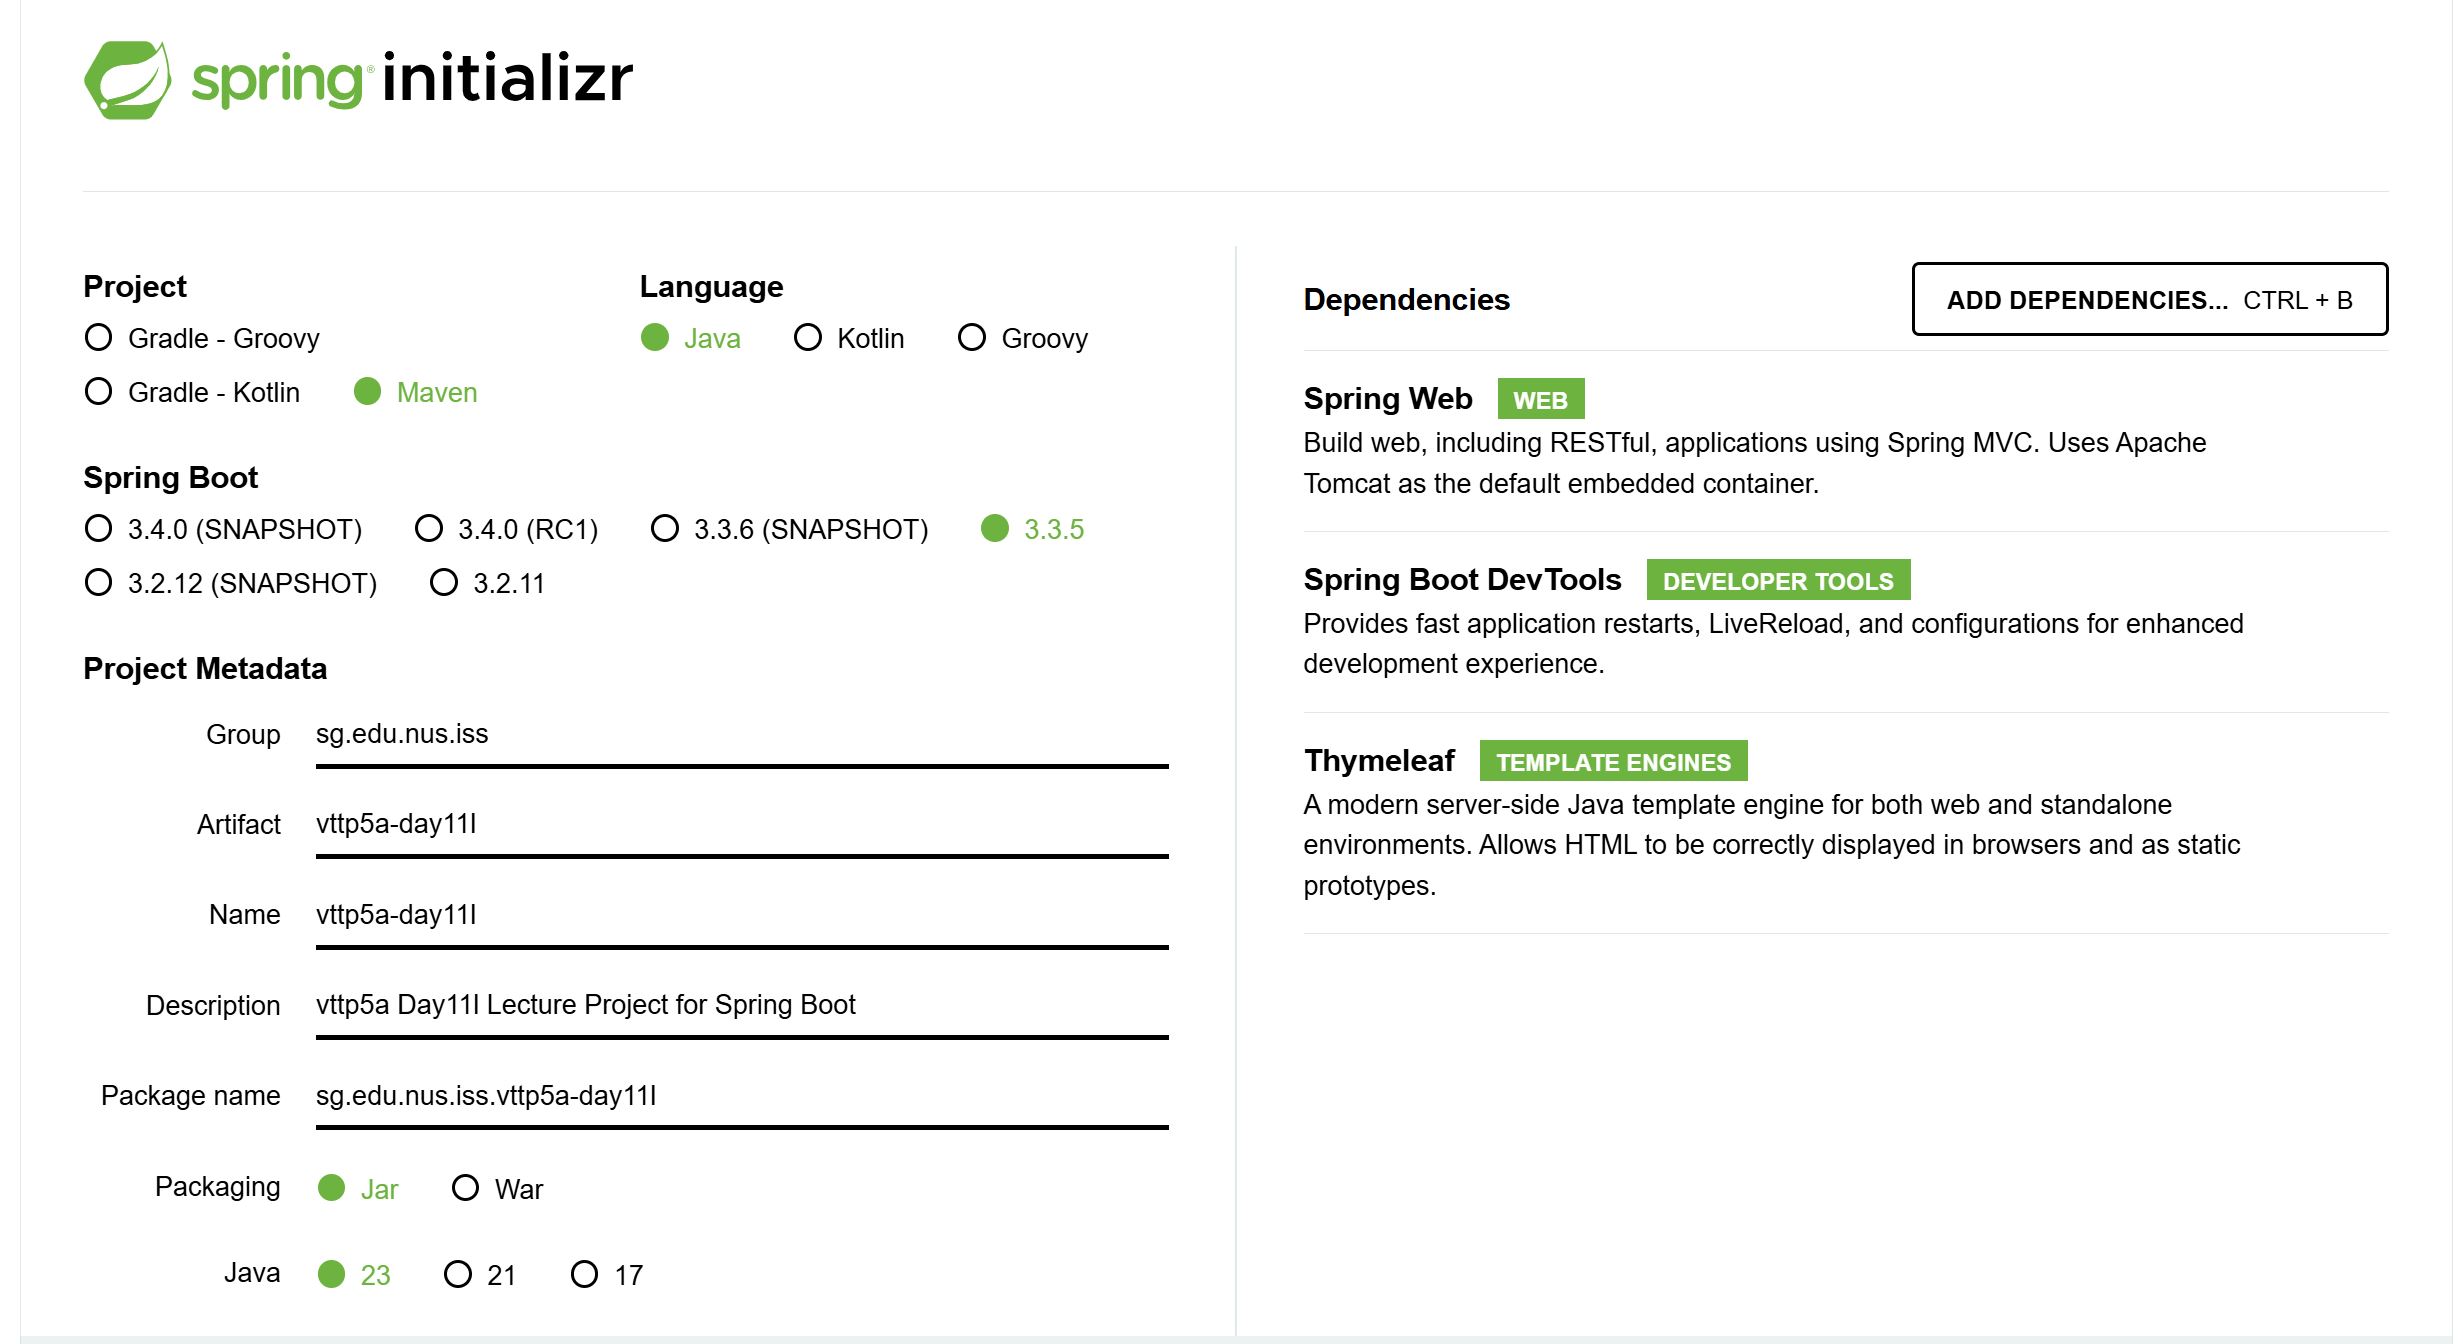 spring® initializr
Project
Gradle - Groovy
Gradle - Kotlin Maven
Language
Java Kotlin Groovy
Spring Boot
3.4.0 (SNAPSHOT) 3.4.0 (RC1) 3.3.6 (SNAPSHOT) 3.3.5
3.2.12 (SNAPSHOT) 3.2.11
Project Metadata
Group sg.edu.nus.iss
Artifact vttp5a-day11l
Name vttp5a-day11l
Description vttp5a Day11l Lecture Project for Spring Boot
Package name sg.edu.nus.iss.vttp5a-day11l
Packaging Jar War
Java 23 21 17
Dependencies ADD DEPENDENCIES... CTRL + B
Spring Web WEB
Build web, including RESTful, applications using Spring MVC. Uses Apache
Tomcat as the default embedded container.
Spring Boot DevTools DEVELOPER TOOLS
Provides fast application restarts, LiveReload, and configurations for enhanced
development experience.
Thymeleaf TEMPLATE ENGINES
A modern server-side Java template engine for both web and standalone
environments. Allows HTML to be correctly displayed in browsers and as static
prototypes.